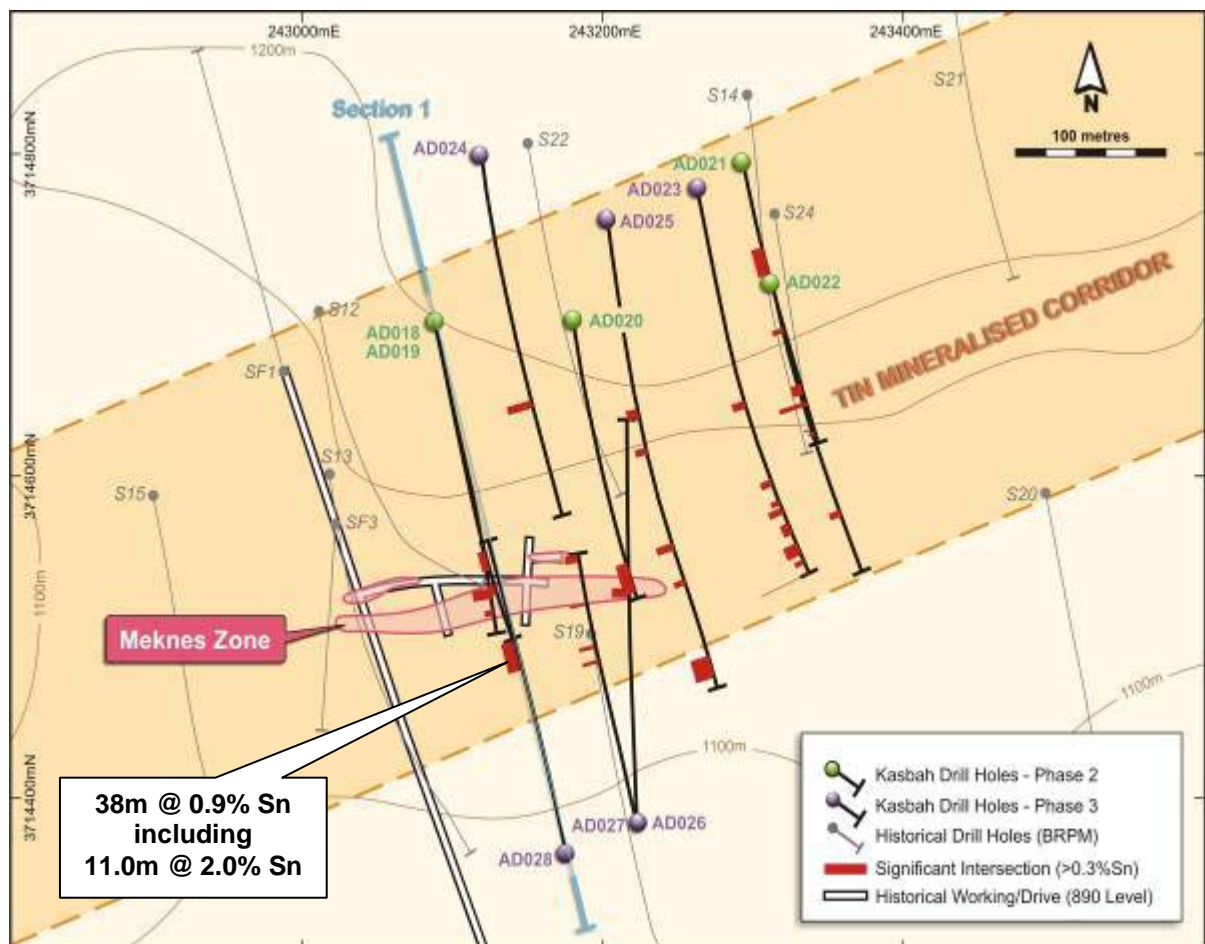 243000mE
243200mE
243400mE
1200m
S21
Section 1
S14
N
100 metres
3714800mN
AD024
S22
AD021
AD023
AD025
S24
AD022
TIN MINERALISED CORRIDOR
S12
AD018
AD019
AD020
SF1
S13
3714600mN
S15
SF3
S20
1100m
Meknes Zone
S19
1100m
1100m
38m @ 0.9% Sn
including
11.0m @ 2.0% Sn
3714400mN
AD027
AD026
AD028
Kasbah Drill Holes - Phase 2
Kasbah Drill Holes - Phase 3
Historical Drill Holes (BRPM)
Significant Intersection (>0.3%Sn)
Historical Working/Drive (890 Level)